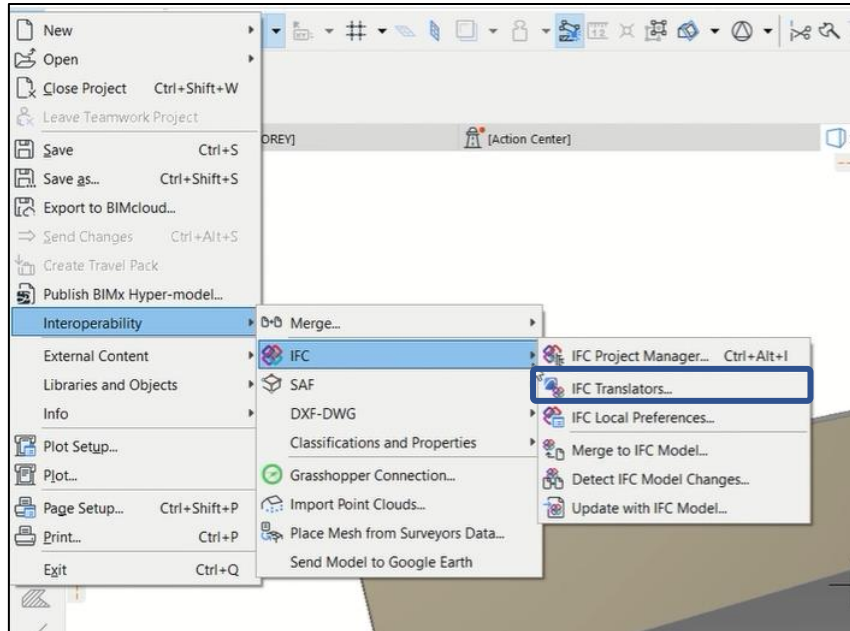 New
Open
Close Project Ctrl+Shift+W
Leave Teamwork Project
Save Ctrl+S
Save as... Ctrl+Shift+S
Export to BIMcloud...
Send Changes Ctrl+Alt+S
Create Travel Pack
Publish BIMx Hyper-model...
Interoperability
External Content
Libraries and Objects
Info
Plot Setup...
Plot...
Page Setup... Ctrl+Shift+P
Print... Ctrl+P
Exit Ctrl+Q
OREY]
[Action Center]
Merge...
IFC
SAF
DXF-DWG
Classifications and Properties
Grasshopper Connection...
Import Point Clouds...
Place Mesh from Surveyors Data...
Send Model to Google Earth
IFC Project Manager... Ctrl+Alt+I
IFC Translators...
IFC Local Preferences...
Merge to IFC Model...
Detect IFC Model Changes...
Update with IFC Model...